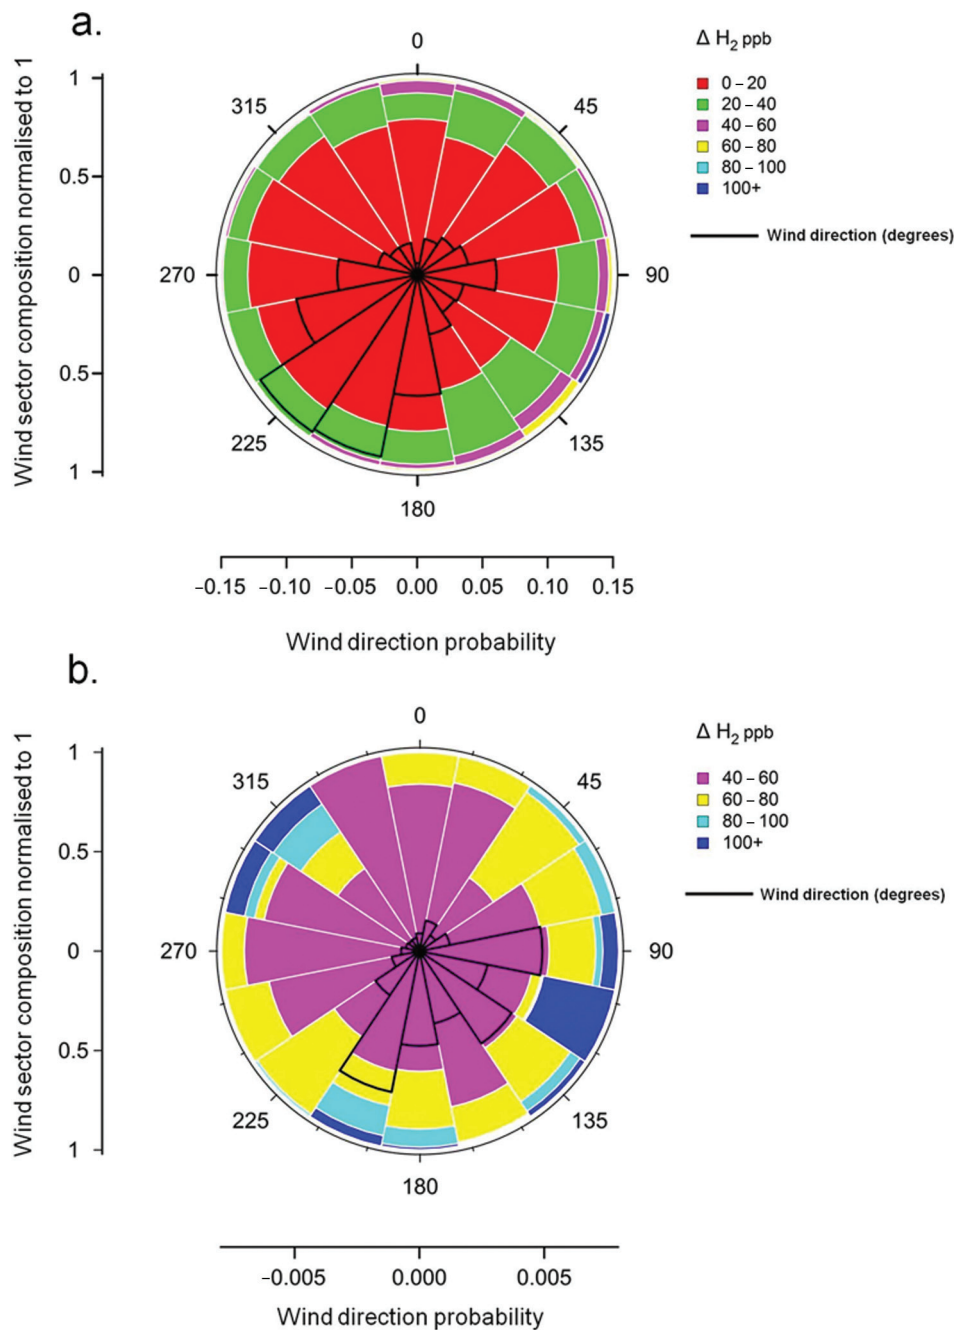 a.
Δ H₂ ppb
0 – 20
20 – 40
40 – 60
60 – 80
80 – 100
100+
Wind direction (degrees)
Wind sector composition normalised to 1
1
0.5
0
0.5
1
0
45
90
135
180
225
270
315
−0.15 −0.10 −0.05 0.00 0.05 0.10 0.15
Wind direction probability
b.
Δ H₂ ppb
40 – 60
60 – 80
80 – 100
100+
Wind direction (degrees)
Wind sector composition normalised to 1
1
0.5
0
0.5
1
0
45
90
135
180
225
270
315
−0.005 0.000 0.005
Wind direction probability